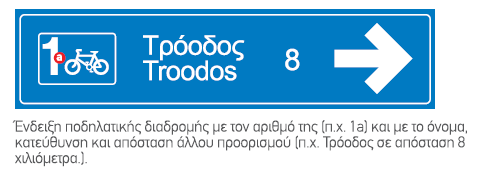 1a Τρόοδος 8
Troodos
Ένδειξη ποδηλατικής διαδρομής με τον αριθμό της (π.χ. 1a) και με το όνομα,
κατεύθυνση και απόσταση άλλου προορισμού (π.χ. Τρόοδος σε απόσταση 8
χιλιόμετρα.).